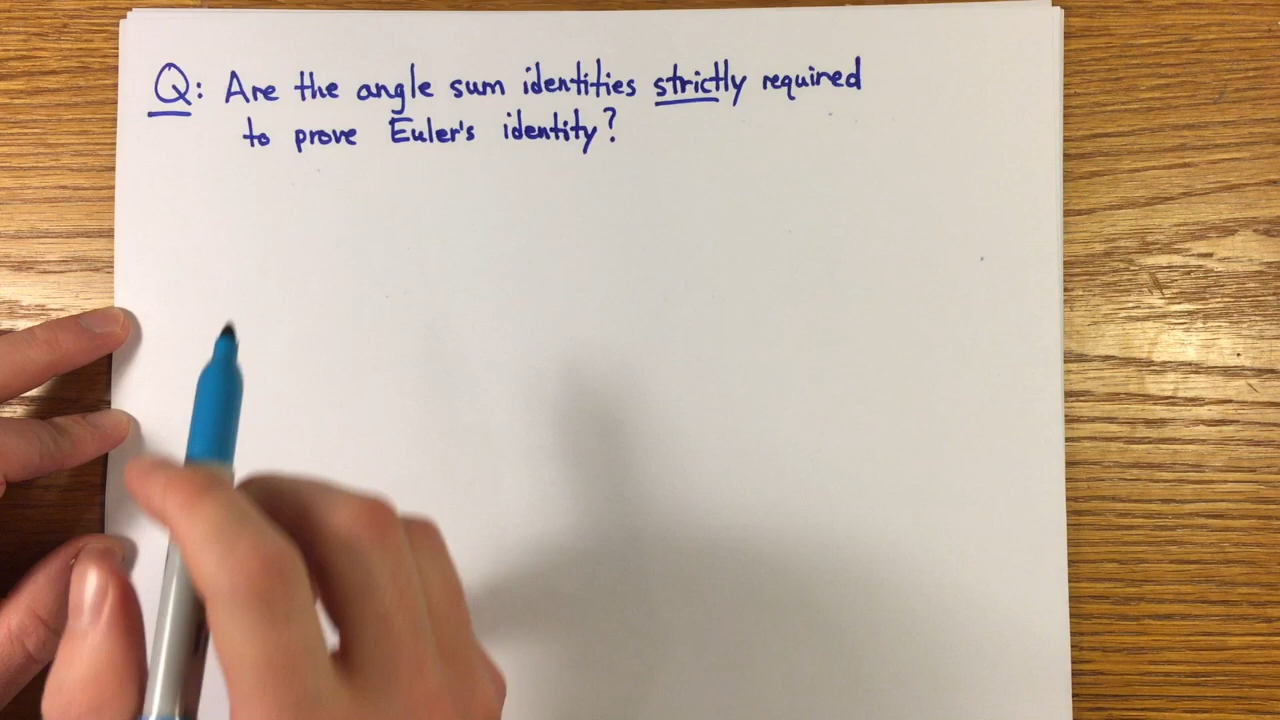 Q: Are the angle sum identities strictly required
to prove Euler's identity?